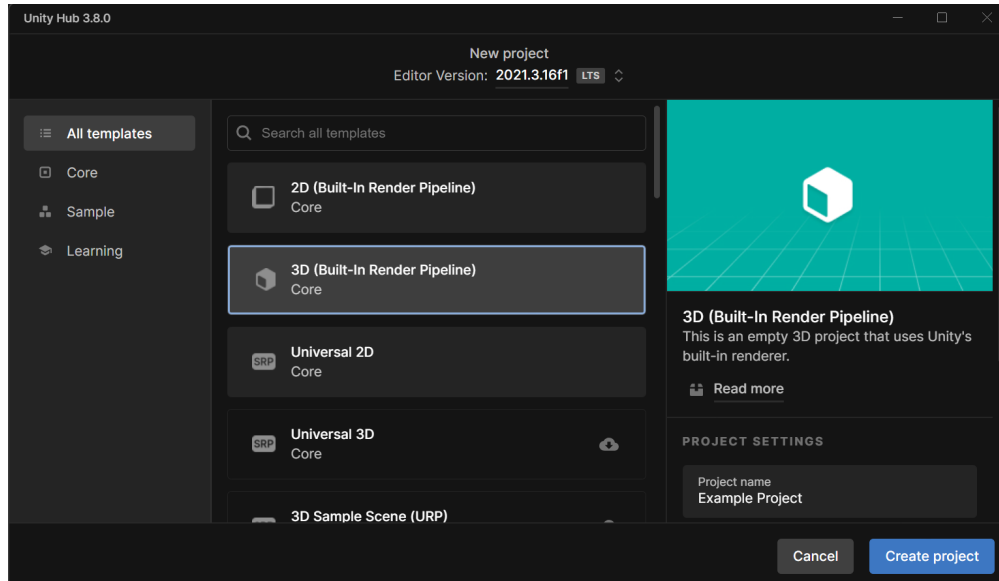 Unity Hub 3.8.0
New project
Editor Version: 2021.3.16f1 LTS
All templates
Core
Sample
Learning
Search all templates
2D (Built-In Render Pipeline)
Core
3D (Built-In Render Pipeline)
Core
SRP
Universal 2D
Core
SRP
Universal 3D
Core
3D Sample Scene (URP)
3D (Built-In Render Pipeline)
This is an empty 3D project that uses Unity's
built-in renderer.
Read more
PROJECT SETTINGS
Project name
Example Project
Cancel
Create project